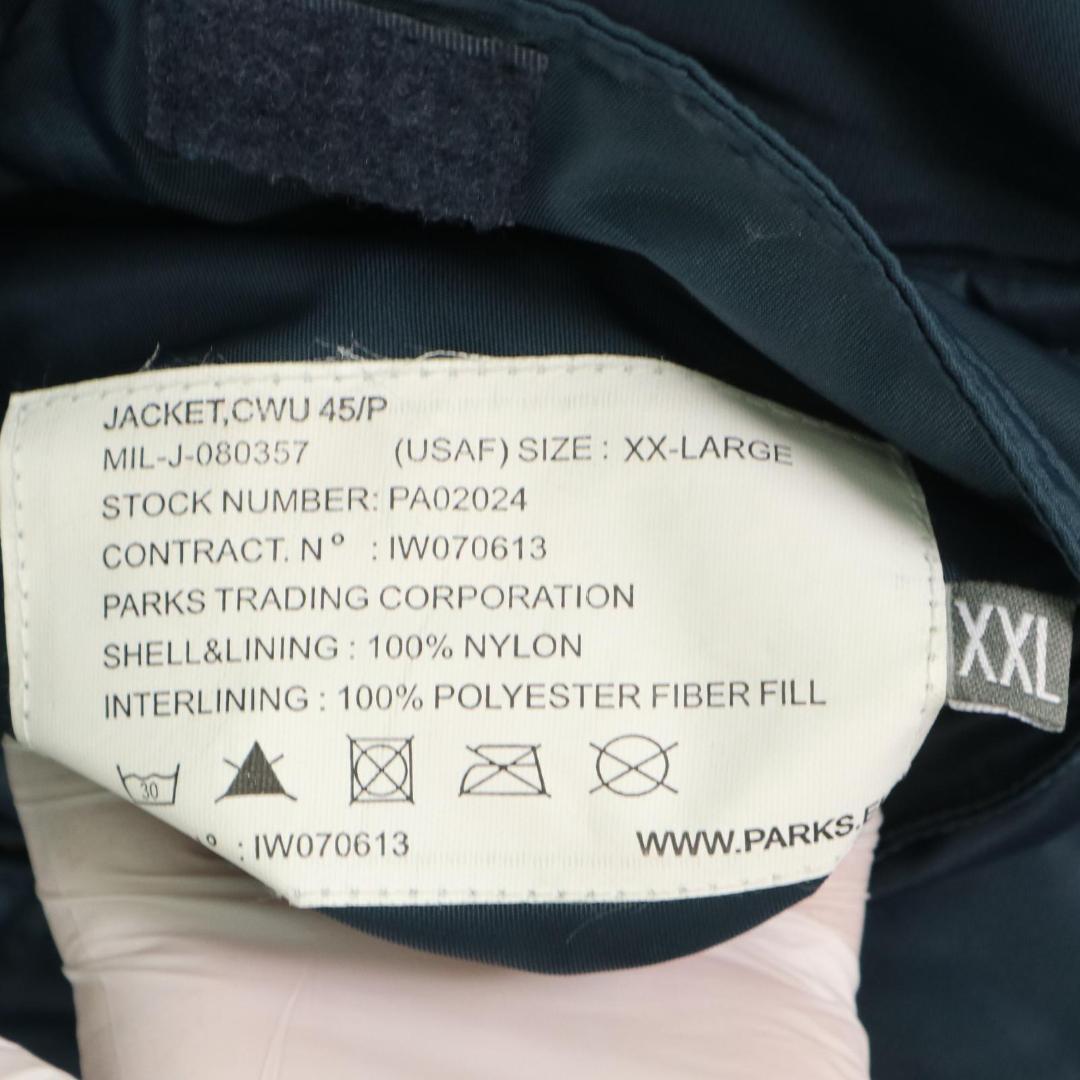 JACKET,CWU 45/P
MIL-J-080357 (USAF) SIZE : XX-LARGE
STOCK NUMBER: PA02024
CONTRACT. Nº : IW070613
PARKS TRADING CORPORATION
SHELL&LINING : 100% NYLON
INTERLINING : 100% POLYESTER FIBER FILL
30
: IW070613 WWW.PARKS.
XXL